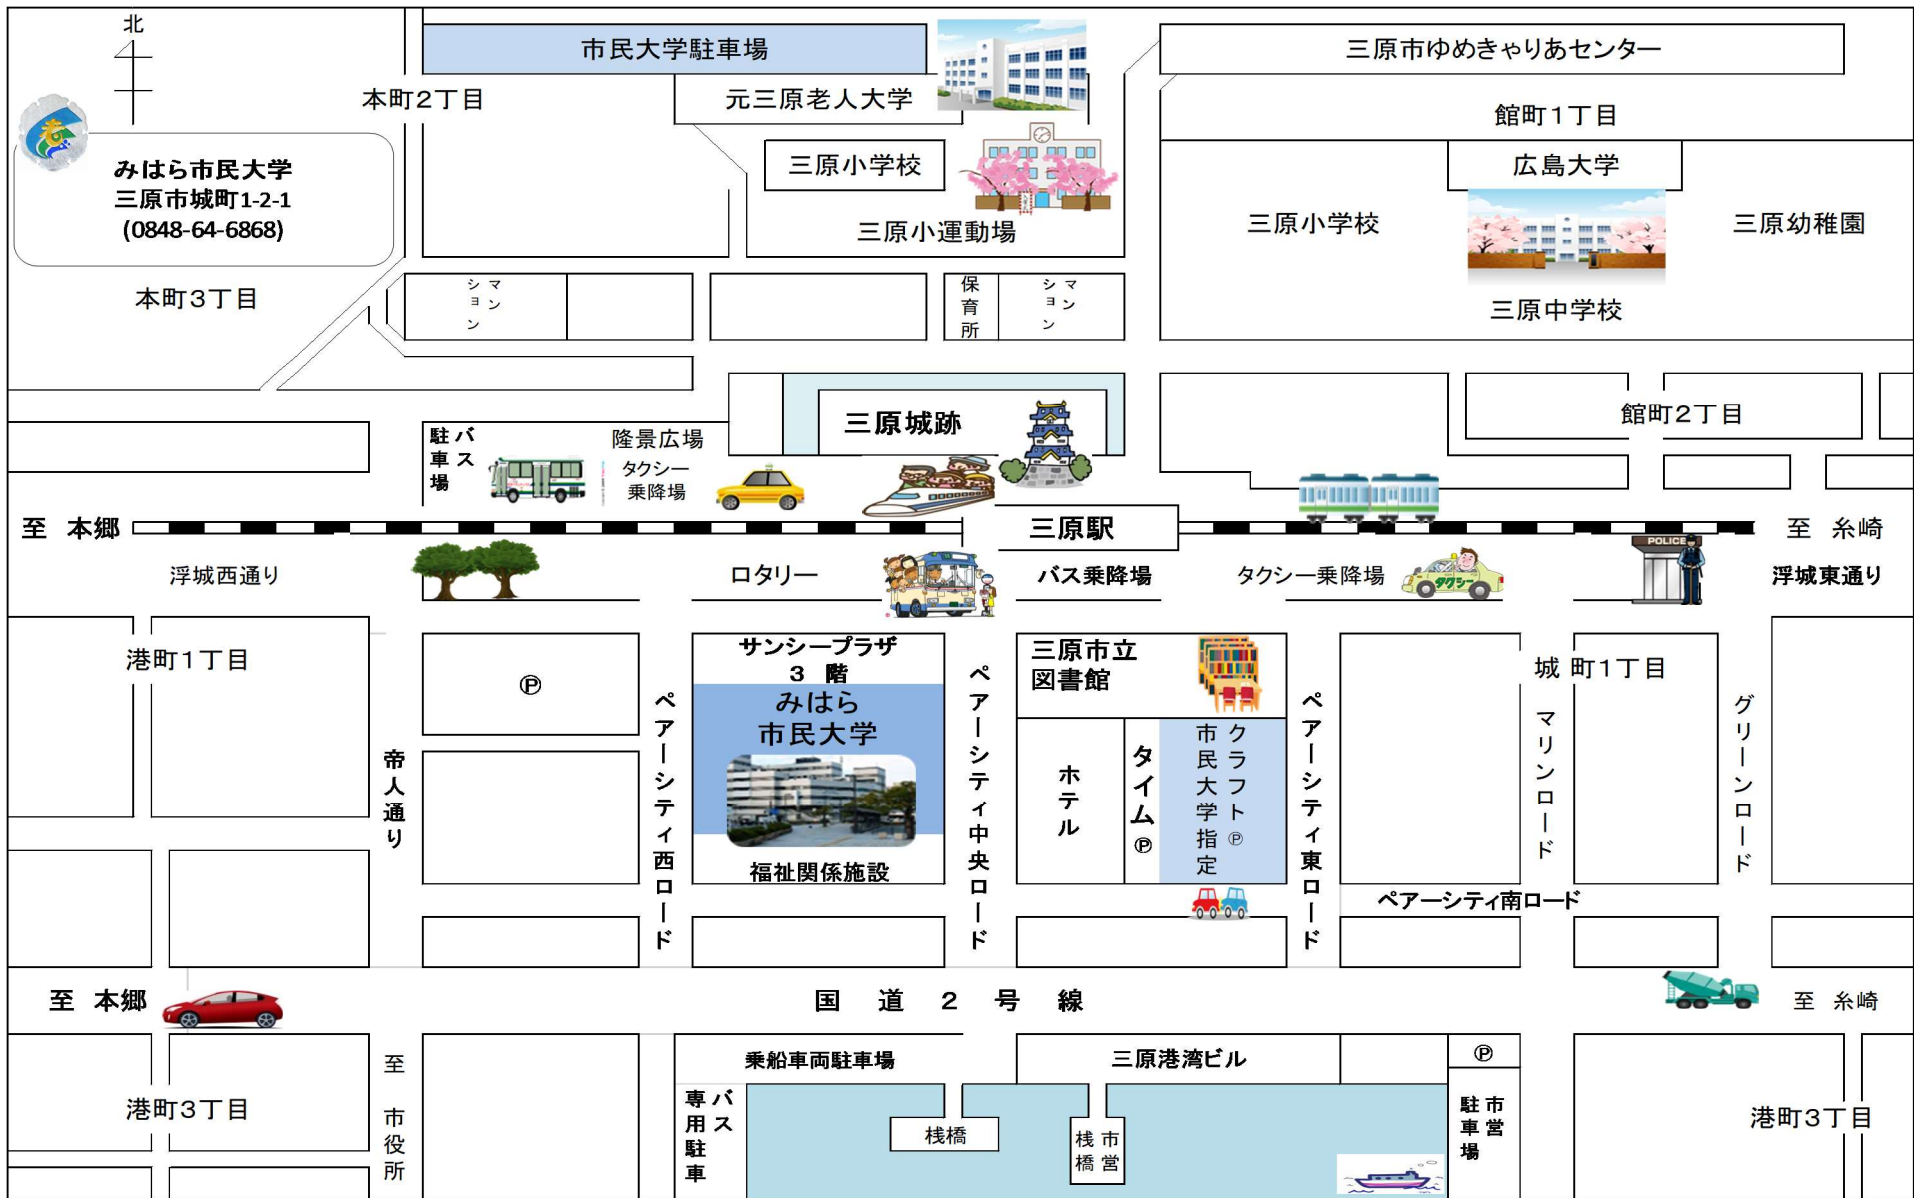 北
市民大学駐車場
三原市ゆめきゃりあセンター
本町2丁目
元三原老人大学
館町1丁目
みはら市民大学
三原市城町1-2-1
(0848-64-6868)
三原小学校
広島大学
三原小運動場
三原小学校
三原幼稚園
本町3丁目
マンション
保育所
マンション
三原中学校
三原城跡
館町2丁目
バス駐車場
隆景広場
タクシー
乗降場
至 本郷
三原駅
至 糸崎
浮城西通り
ロタリー
バス乗降場
タクシー乗降場
タクシー
POLICE
浮城東通り
港町1丁目
Ⓟ
帝人通り
ペアーシティ西ロード
サンシープラザ
3 階
みはら
市民大学
福祉関係施設
ペアーシティ中央ロード
三原市立
図書館
ホテル
タイムⓅ
クラフトⓅ
市民大学指定
ペアーシティ東ロード
城町1丁目
マリンロード
グリーンロード
ペアーシティ南ロード
至 本郷
国道2号線
至 糸崎
港町3丁目
至 市役所
乗船車両駐車場
三原港湾ビル
Ⓟ
バス
専用駐車
桟橋
市営
桟橋
市営
駐車場
港町3丁目